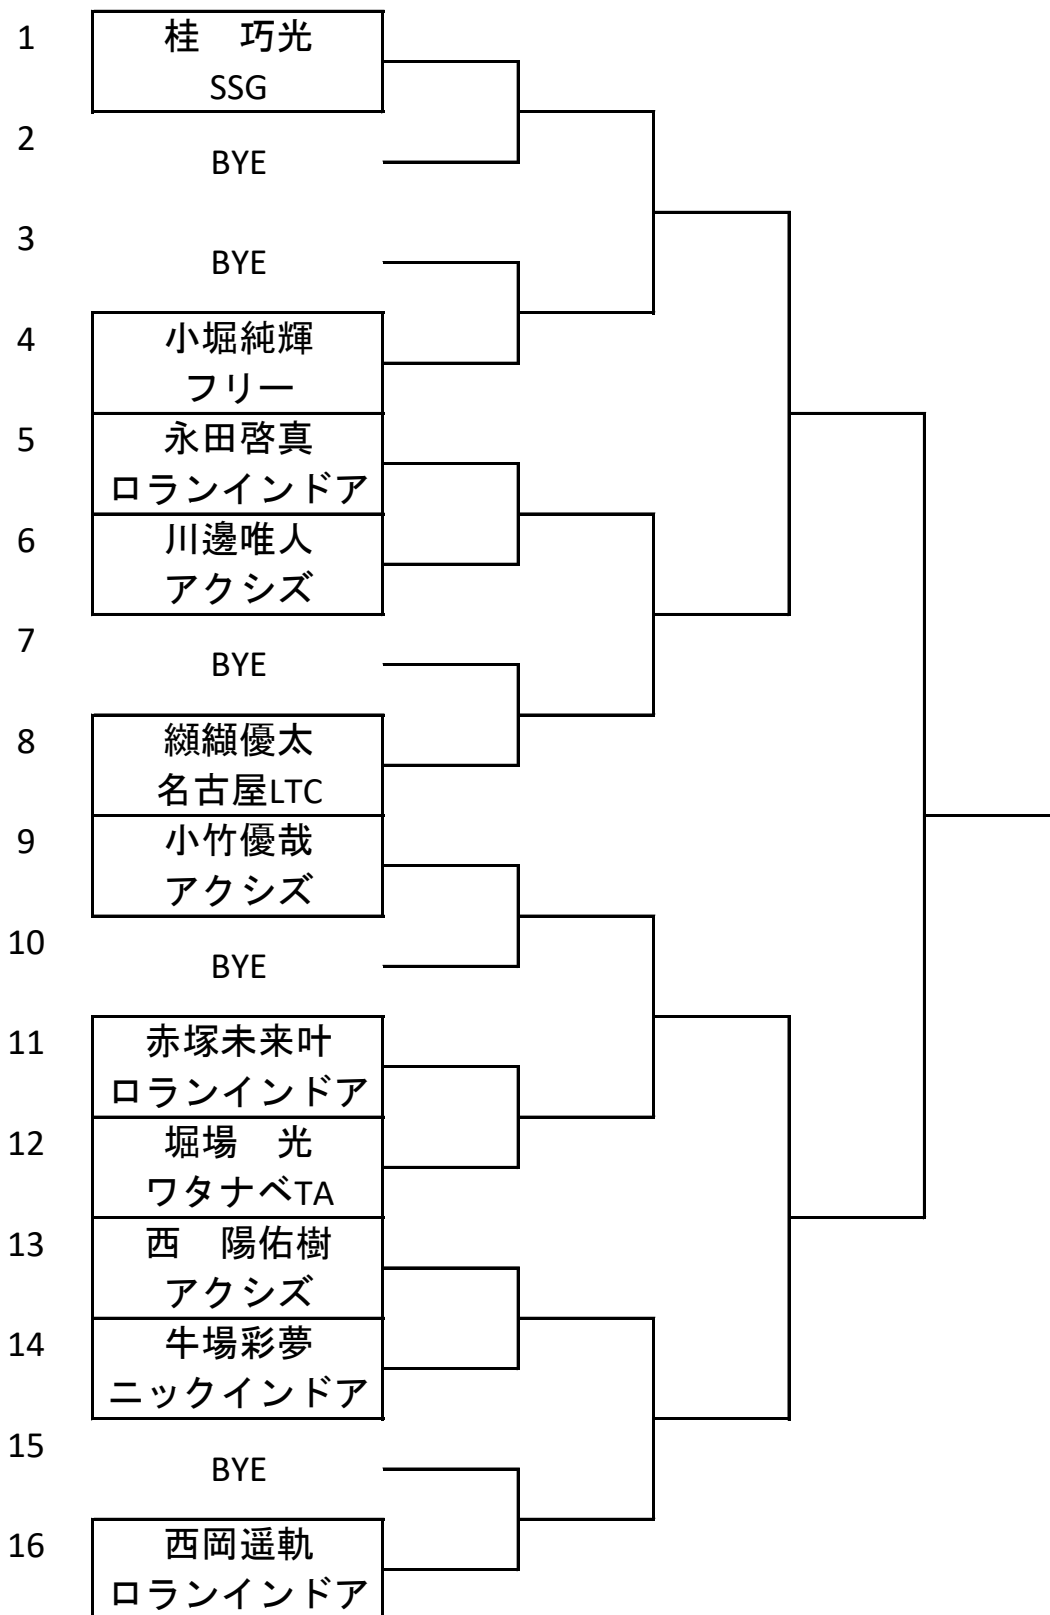 1
桂　巧光
SSG
2
BYE
3
BYE
4
小堀純輝
フリー
5
永田啓真
ロランインドア
6
川邊唯人
アクシズ
7
BYE
8
纐纈優太
名古屋LTC
9
小竹優哉
アクシズ
10
BYE
11
赤塚未来叶
ロランインドア
12
堀場　光
ワタナベTA
13
西　陽佑樹
アクシズ
14
牛場彩夢
ニックインドア
15
BYE
16
西岡遥軌
ロランインドア